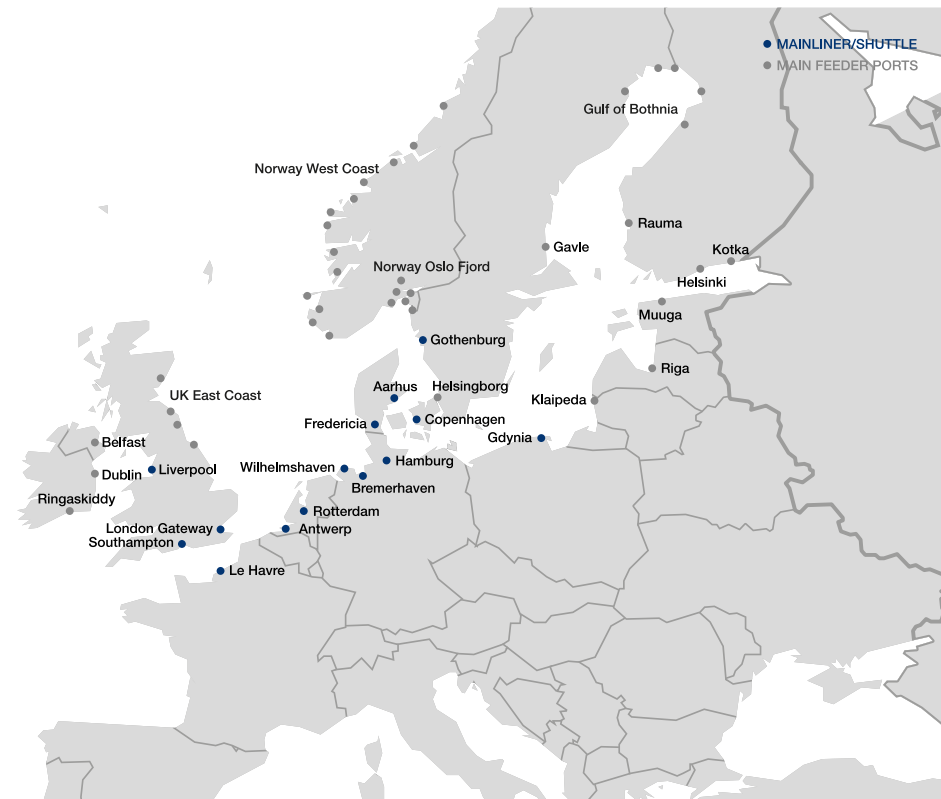 MAINLINER/SHUTTLE
MAIN FEEDER PORTS
Gulf of Bothnia
Norway West Coast
Rauma
Gavle
Kotka
Norway Oslo Fjord
Helsinki
Muuga
Gothenburg
Riga
Aarhus
Helsingborg
UK East Coast
Klaipeda
Fredericia
Copenhagen
Gdynia
Belfast
Hamburg
Wilhelmshaven
Liverpool
Dublin
Bremerhaven
Ringaskiddy
Rotterdam
London Gateway
Antwerp
Southampton
Le Havre